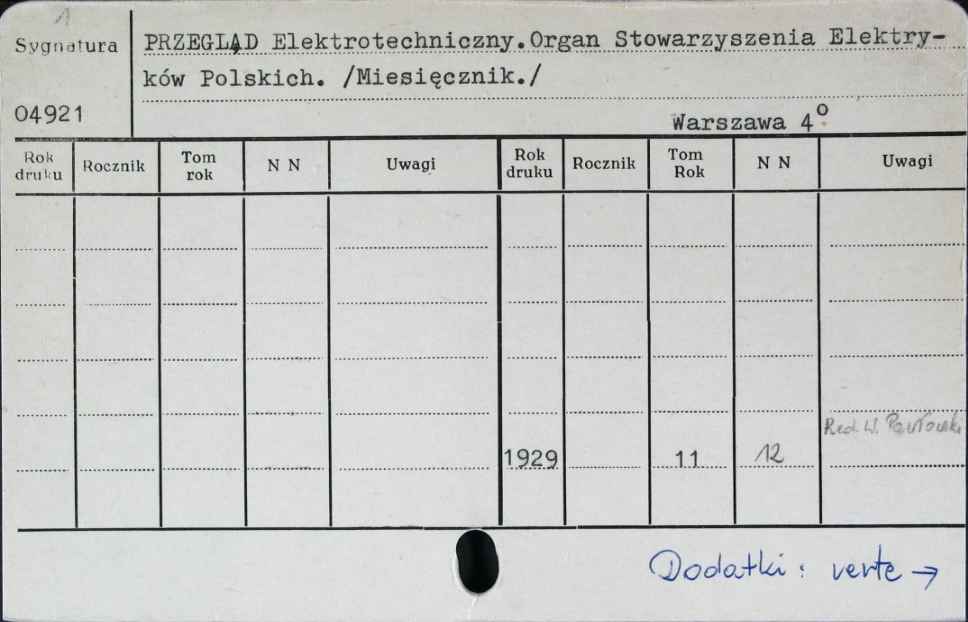 1
Sygnatura
PRZEGLĄD Elektrotechniczny.Organ Stowarzyszenia Elektry-
ków Polskich. /Miesięcznik./
04921
Warszawa 4°
Rok druku Rocznik Tom rok N N Uwagi Rok druku Rocznik Tom Rok N N Uwagi
Red. W. Pawłowski
1929 11 12
Dodatki: verte →